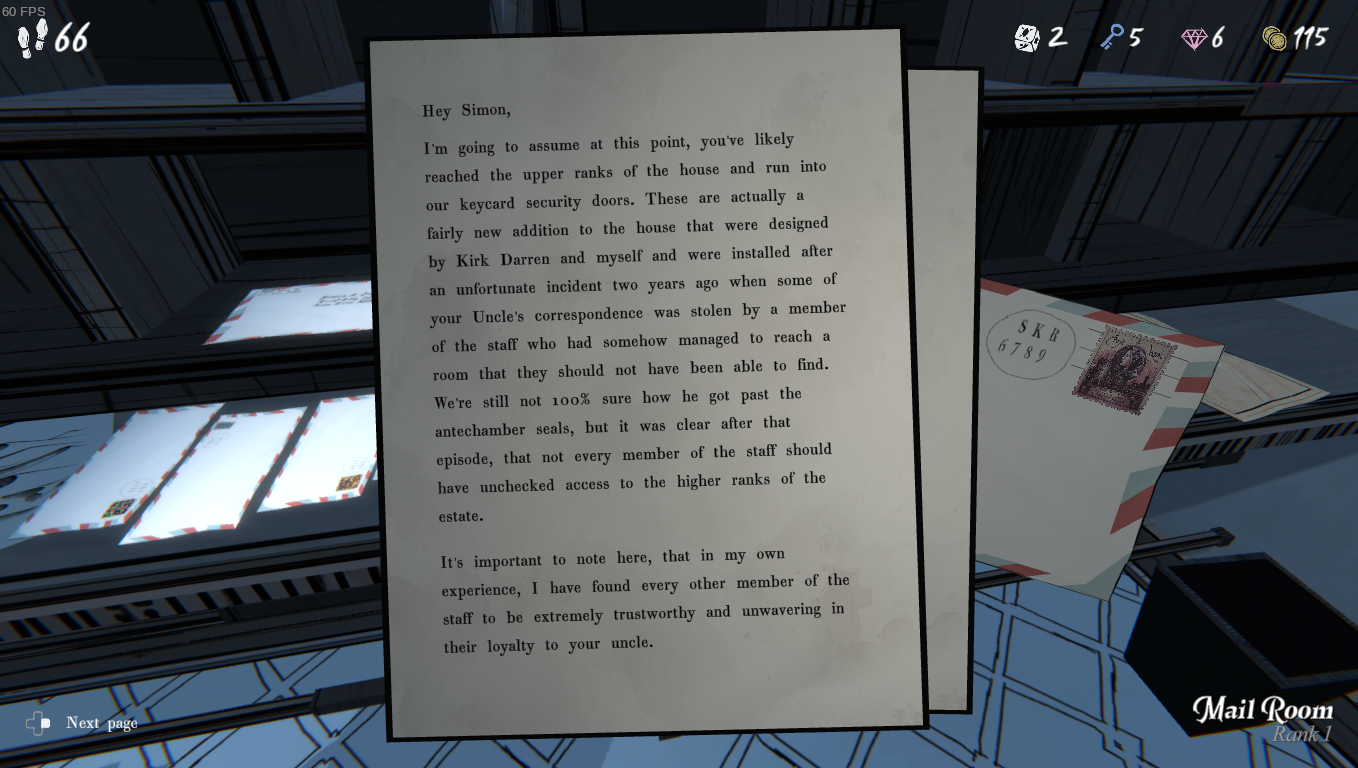 60 FPS
66
2
5
6
115
Hey Simon,
I'm going to assume at this point, you've likely
reached the upper ranks of the house and run into
our keycard security doors. These are actually a
fairly new addition to the house that were designed
by Kirk Darren and myself and were installed after
an unfortunate incident two years ago when some of
your Uncle's correspondence was stolen by a member
of the staff who had somehow managed to reach a
room that they should not have been able to find.
We're still not 100% sure how he got past the
antechamber seals, but it was clear after that
episode, that not every member of the staff should
have unchecked access to the higher ranks of the
estate.
It's important to note here, that in my own
experience, I have found every other member of the
staff to be extremely trustworthy and unwavering in
their loyalty to your uncle.
SKR
6789
Next page
Mail Room
Rank 1